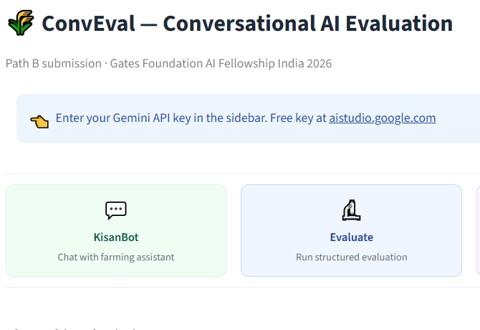 ConvEval — Conversational AI Evaluation
Path B submission · Gates Foundation AI Fellowship India 2026
Enter your Gemini API key in the sidebar. Free key at aistudio.google.com
KisanBot
Chat with farming assistant
Evaluate
Run structured evaluation